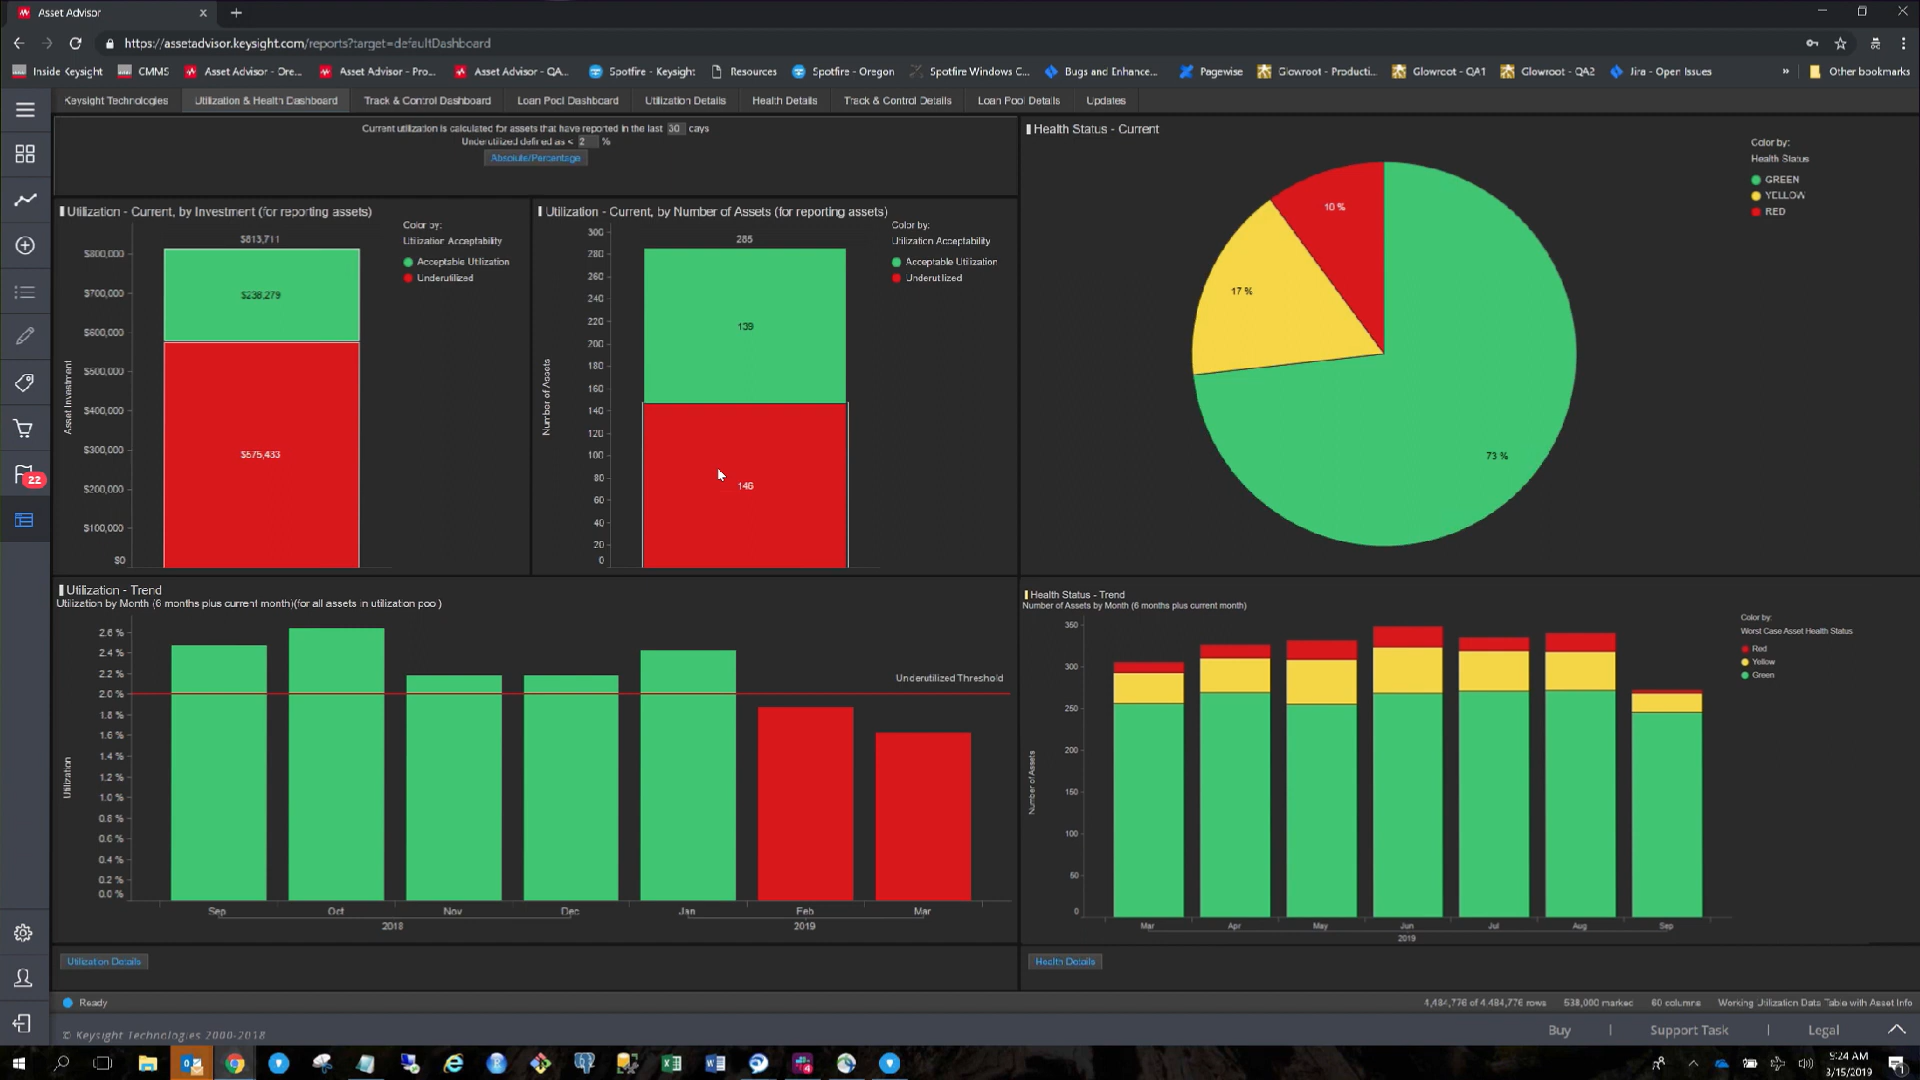 Asset Advisor
https://assetadvisor.keysight.com/reports?target=defaultDashboard
Inside Keysight
CMMS
Asset Advisor - Ore...
Asset Advisor - Pro...
Asset Advisor - QA...
Spotfire - Keysight
Resources
Spotfire - Oregon
Spotfire Windows C...
Bugs and Enhance...
Pagewise
Glowroot - Producti...
Glowroot - QA1
Glowroot - QA2
Jira - Open Issues
»
Other bookmarks
Keysight Technologies
Utilization & Health Dashboard
Track & Control Dashboard
Loan Pool Dashboard
Utilization Details
Health Details
Track & Control Details
Loan Pool Details
Updates
Current utilization is calculated for assets that have reported in the last 30 days
Underutilized defined as < 2 %
Absolute/Percentage
Utilization - Current, by Investment (for reporting assets)
Color by:
Utilization Acceptability
Acceptable Utilization
Underutilized
$813,711
$238,279
$575,433
$800,000
$700,000
$600,000
$500,000
$400,000
$300,000
$200,000
$100,000
$0
Asset Investment
Utilization - Current, by Number of Assets (for reporting assets)
Color by:
Utilization Acceptability
Acceptable Utilization
Underutilized
285
139
146
300
280
260
240
220
200
180
160
140
120
100
80
60
40
20
0
Number of Assets
Health Status - Current
Color by:
Health Status
GREEN
YELLOW
RED
10 %
17 %
73 %
22
Utilization - Trend
Utilization by Month (6 months plus current month)(for all assets in utilization pool)
2.6 %
2.4 %
2.2 %
2.0 %
1.8 %
1.6 %
1.4 %
1.2 %
1.0 %
0.8 %
0.6 %
0.4 %
0.2 %
0.0 %
Utilization
Underutilized Threshold
Sep
Oct
Nov
Dec
Jan
Feb
Mar
2018
2019
Health Status - Trend
Number of Assets by Month (6 months plus current month)
Color by:
Worst Case Asset Health Status
Red
Yellow
Green
350
300
250
200
150
100
50
0
Number of Assets
Mar
Apr
May
Jun
Jul
Aug
Sep
2019
Utilization Details
Health Details
Ready
4,484,776 of 4,484,776 rows
538,000 marked
60 columns
Working Utilization Data Table with Asset Info
© Keysight Technologies 2000-2018
Buy
|
Support Task
|
Legal
9:24 AM
3/15/2019